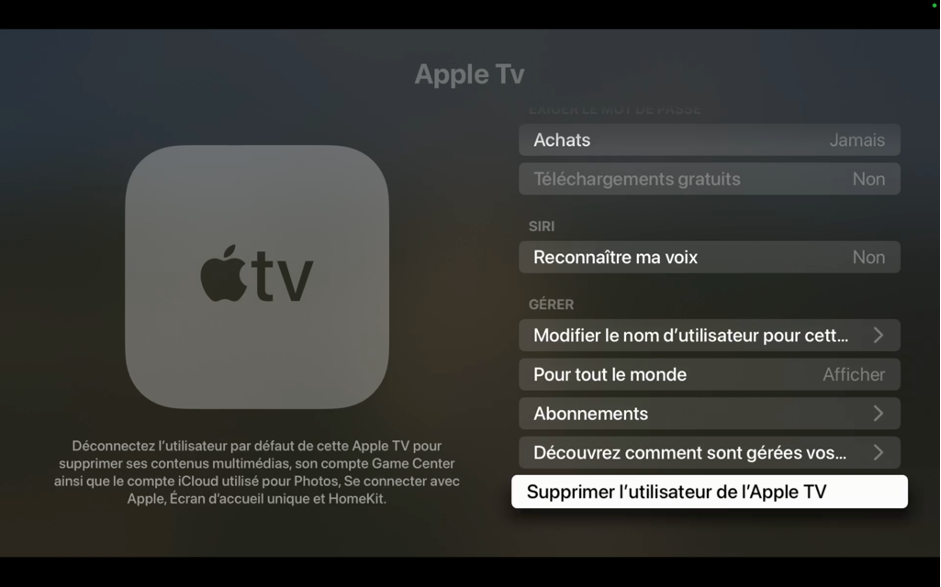 Apple Tv
EXIGER LE MOT DE PASSE
Achats Jamais
Téléchargements gratuits Non
SIRI
Reconnaître ma voix Non
GÉRER
Modifier le nom d’utilisateur pour cett...
Pour tout le monde Afficher
Abonnements
Découvrez comment sont gérées vos...
Supprimer l’utilisateur de l’Apple TV
tv
Déconnectez l’utilisateur par défaut de cette Apple TV pour
supprimer ses contenus multimédias, son compte Game Center
ainsi que le compte iCloud utilisé pour Photos, Se connecter avec
Apple, Écran d’accueil unique et HomeKit.